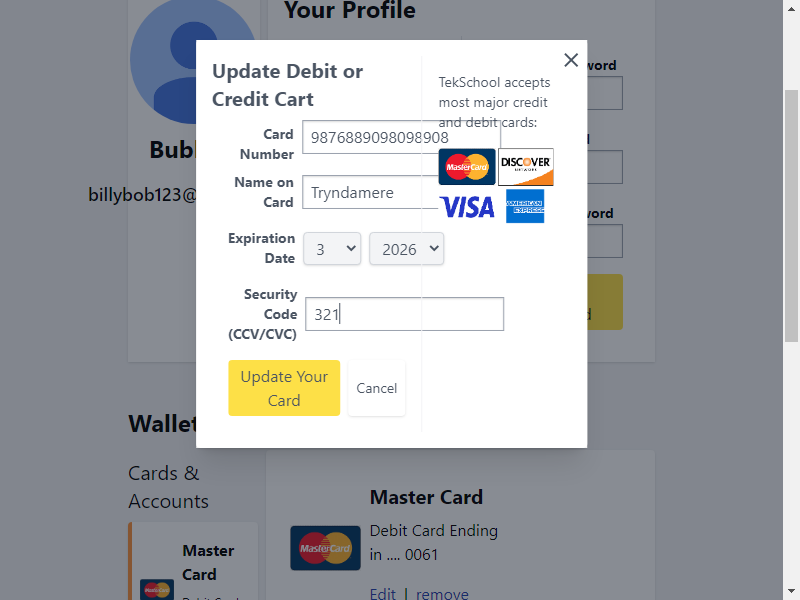 Your Profile
Update Debit or
Credit Cart
TekSchool accepts
most major credit
and debit cards:
Card
Number
9876889098098908
MasterCard
DISCOVER
NETWORK
Name on
Card
Tryndamere
VISA
AMERICAN
EXPRESS
Expiration
Date
3
2026
Security
Code
(CCV/CVC)
321
Update Your
Card
Cancel
billybob123@
Wallet
Cards &
Accounts
Master
Card
MasterCard
Master Card
Debit Card Ending
in .... 0061
MasterCard
Edit | remove